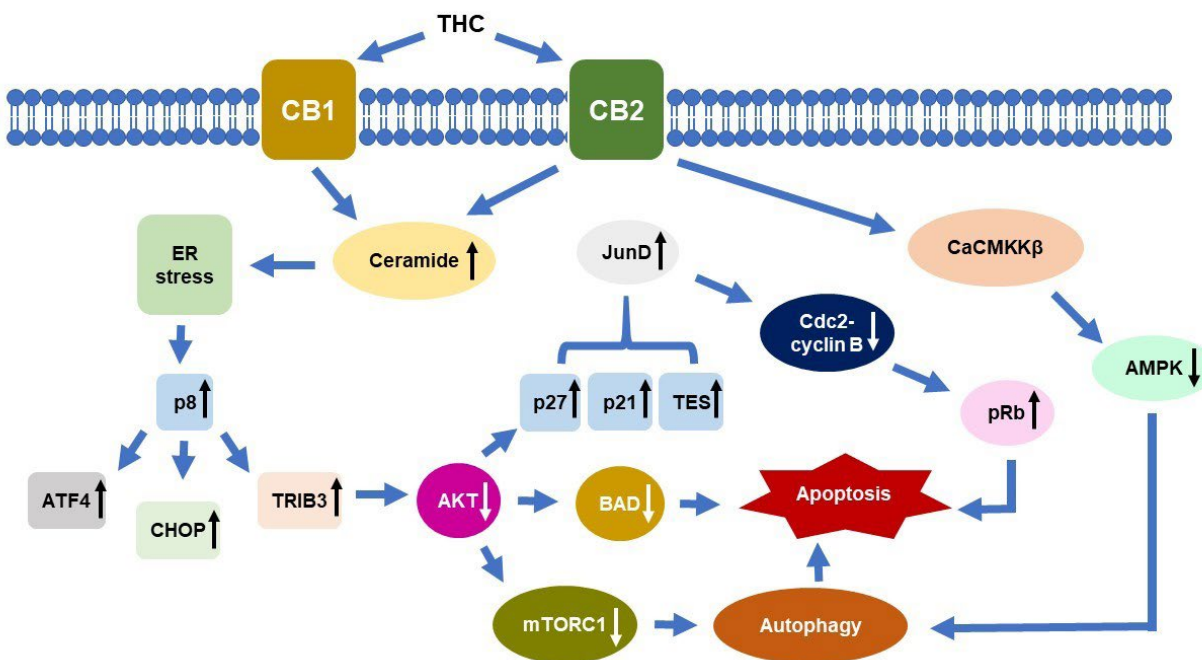 THC
CB1
CB2
ER
stress
Ceramide
JunD
CaCMKKβ
Cdc2-
cyclin B
AMPK
p8
p27
p21
TES
pRb
ATF4
CHOP
TRIB3
AKT
BAD
Apoptosis
mTORC1
Autophagy